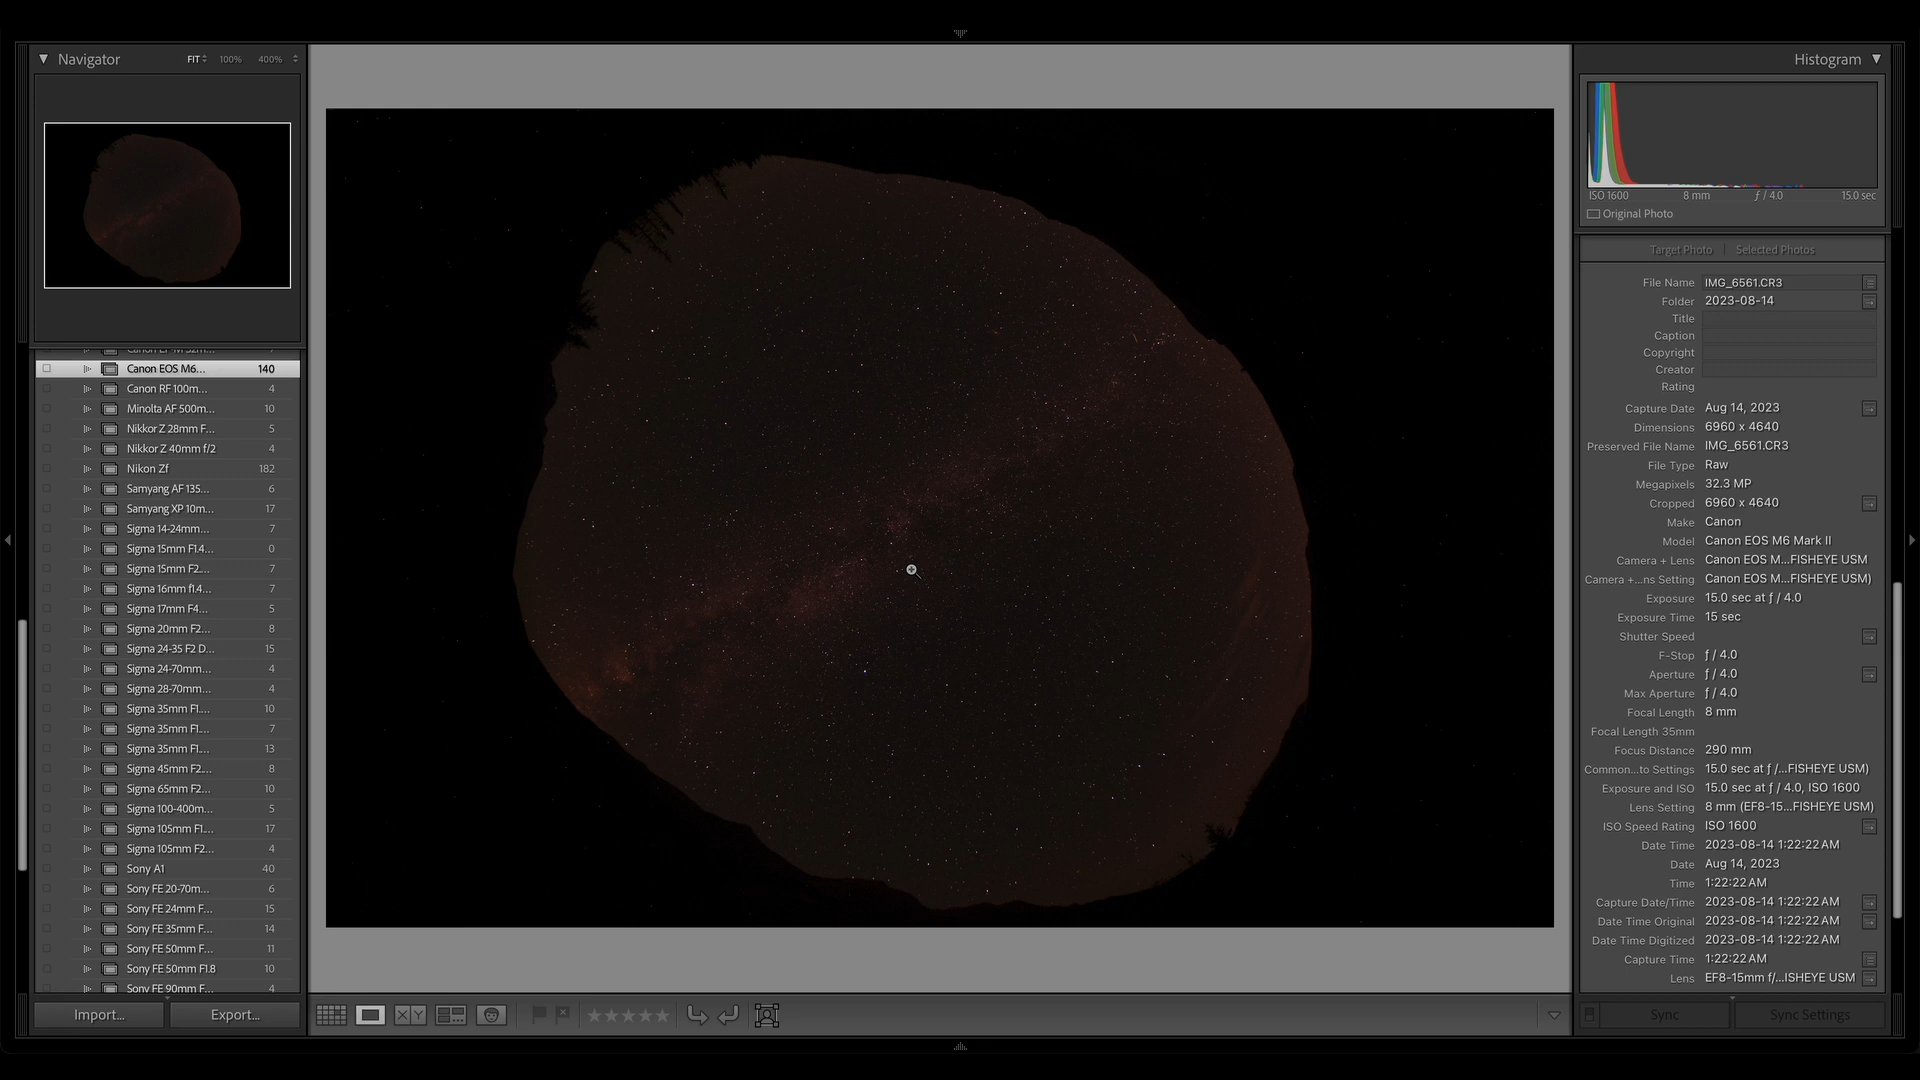 Navigator
FIT
100%
400%
Canon EOS M6...
140
Canon RF 100m...
4
Minolta AF 500m...
10
Nikkor Z 28mm F...
5
Nikkor Z 40mm f/2
4
Nikon Zf
182
Samyang AF 135...
6
Samyang XP 10m...
17
Sigma 14-24mm...
7
Sigma 15mm F1.4...
0
Sigma 15mm F2...
7
Sigma 16mm f1.4...
7
Sigma 17mm F4...
5
Sigma 20mm F2...
8
Sigma 24-35 F2 D...
15
Sigma 24-70mm...
4
Sigma 28-70mm...
4
Sigma 35mm F1....
10
Sigma 35mm F1....
7
Sigma 35mm F1....
13
Sigma 45mm F2....
8
Sigma 65mm F2...
10
Sigma 100-400m...
5
Sigma 105mm F1....
17
Sigma 105mm F2...
4
Sony A1
40
Sony FE 20-70m...
6
Sony FE 24mm F...
15
Sony FE 35mm F...
14
Sony FE 50mm F...
11
Sony FE 50mm F1.8
10
Sony FE 90mm F...
4
Import...
Export...
XY
Histogram
ISO 1600
8 mm
ƒ / 4.0
15.0 sec
Original Photo
Target Photo
Selected Photos
File Name IMG_6561.CR3
Folder 2023-08-14
Title
Caption
Copyright
Creator
Rating
Capture Date Aug 14, 2023
Dimensions 6960 x 4640
Preserved File Name IMG_6561.CR3
File Type Raw
Megapixels 32.3 MP
Cropped 6960 x 4640
Make Canon
Model Canon EOS M6 Mark II
Camera + Lens Canon EOS M...FISHEYE USM
Camera +...ns Setting Canon EOS M...FISHEYE USM)
Exposure 15.0 sec at ƒ / 4.0
Exposure Time 15 sec
Shutter Speed
F-Stop ƒ / 4.0
Aperture ƒ / 4.0
Max Aperture ƒ / 4.0
Focal Length 8 mm
Focal Length 35mm
Focus Distance 290 mm
Common...to Settings 15.0 sec at ƒ /...FISHEYE USM)
Exposure and ISO 15.0 sec at ƒ / 4.0, ISO 1600
Lens Setting 8 mm (EF8-15...FISHEYE USM)
ISO Speed Rating ISO 1600
Date Time 2023-08-14 1:22:22 AM
Date Aug 14, 2023
Time 1:22:22 AM
Capture Date/Time 2023-08-14 1:22:22 AM
Date Time Original 2023-08-14 1:22:22 AM
Date Time Digitized 2023-08-14 1:22:22 AM
Capture Time 1:22:22 AM
Lens EF8-15mm f/...ISHEYE USM
Sync
Sync Settings